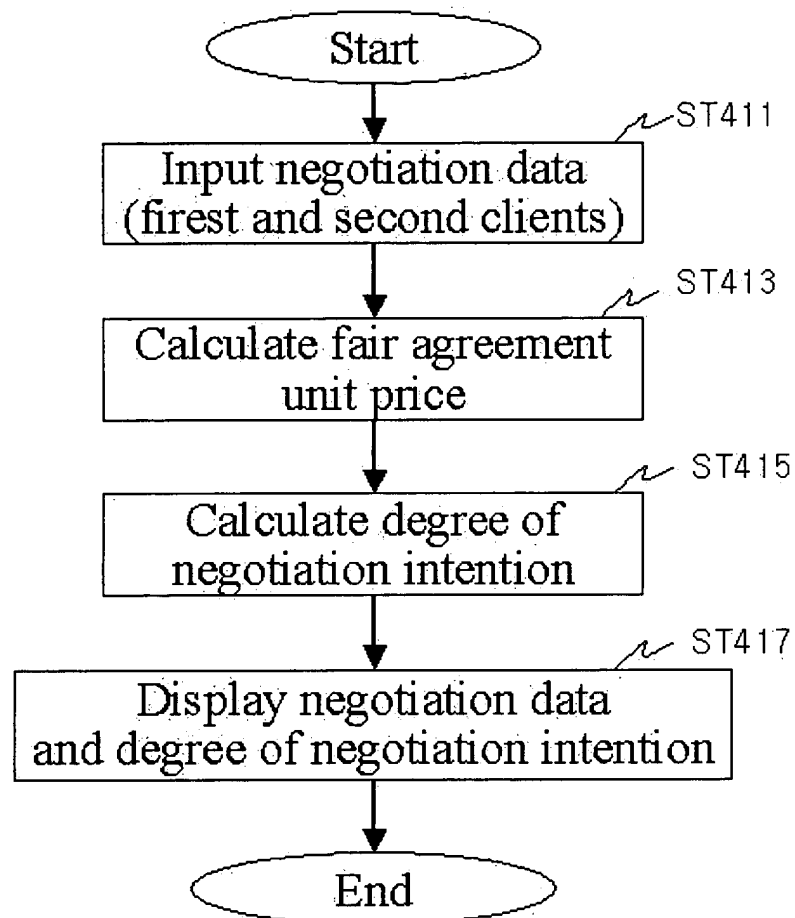 Start
ST411
Input negotiation data
(firest and second clients)
ST413
Calculate fair agreement
unit price
ST415
Calculate degree of
negotiation intention
ST417
Display negotiation data
and degree of negotiation intention
End